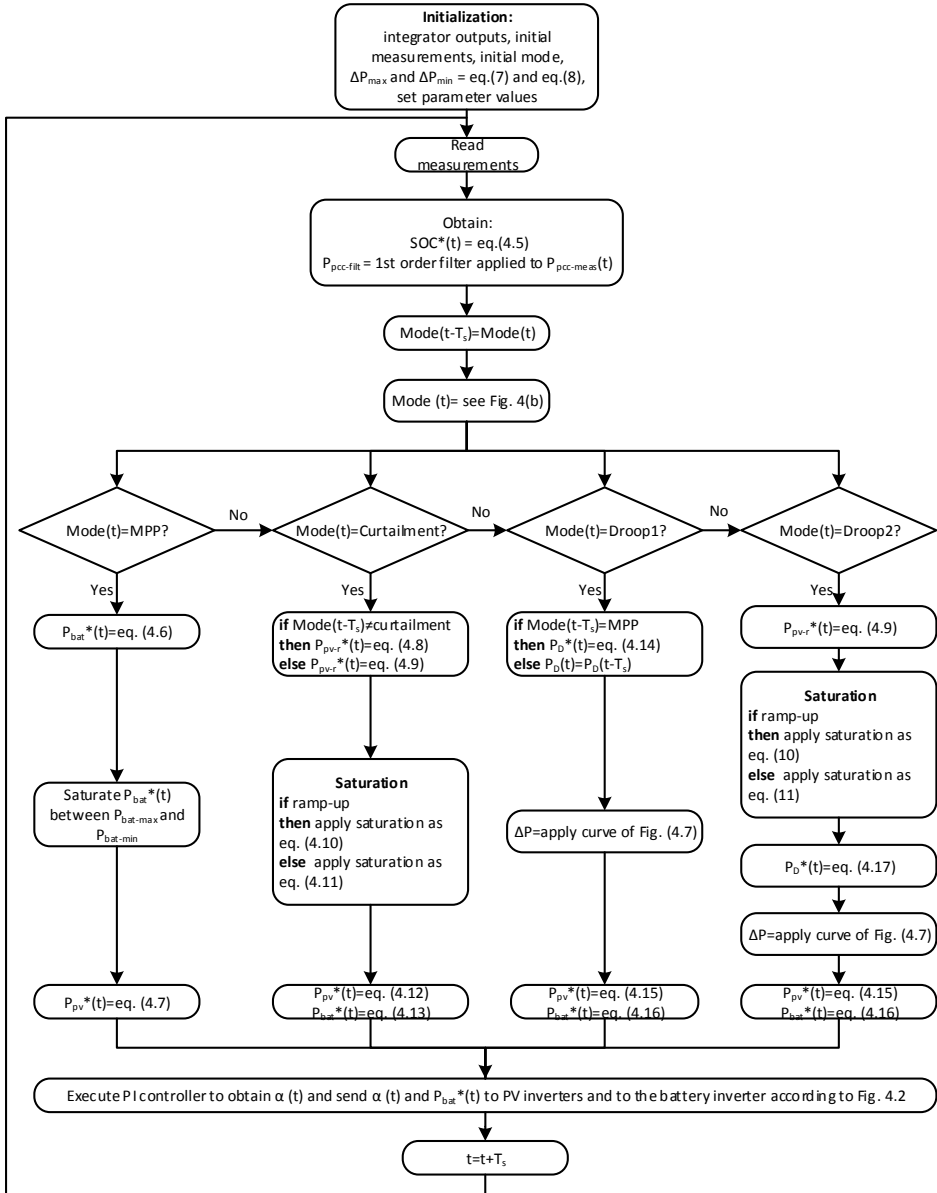 Initialization:
integrator outputs, initial
measurements, initial mode,
ΔPmax and ΔPmin = eq.(7) and eq(8),
set parameter values
Read
measurements
Obtain:
SOC*(t) = eq.(4.5)
Ppcc-filt = 1st order filter applied to Ppcc-meas(t)
Mode(t-Ts)=Mode(t)
Mode (t)= see Fig. 4(b)
Mode(t)=MPP?
No
Mode(t)=Curtailment?
No
Mode(t)=Droop1?
No
Mode(t)=Droop2?
Yes
Yes
Yes
Yes
Pbat*(t)=eq. (4.6)
Saturate Pbat*(t)
between Pbat-max and
Pbat-min
Ppv*(t)=eq. (4.7)
if Mode(t-Ts)≠curtailment
then Ppv-r*(t)=eq. (4.8)
else Ppv-r*(t)=eq. (4.9)
Saturation
if ramp-up
then apply saturation as
eq. (4.10)
else apply saturation as
eq. (4.11)
Ppv*(t)=eq. (4.12)
Pbat*(t)=eq. (4.13)
if Mode(t-Ts)=MPP
then PD*(t)=eq. (4.14)
else PD(t)=PD(t-Ts)
ΔP=apply curve of Fig. (4.7)
Ppv*(t)=eq. (4.15)
Pbat*(t)=eq. (4.16)
Ppv-r*(t)=eq. (4.9)
Saturation
if ramp-up
then apply saturation as
eq. (10)
else apply saturation as
eq. (11)
PD*(t)=eq. (4.17)
ΔP=apply curve of Fig. (4.7)
Ppv*(t)=eq. (4.15)
Pbat*(t)=eq. (4.16)
Execute PI controller to obtain α (t) and send α (t) and Pbat*(t) to PV inverters and to the battery inverter according to Fig. 4.2
t=t+Ts